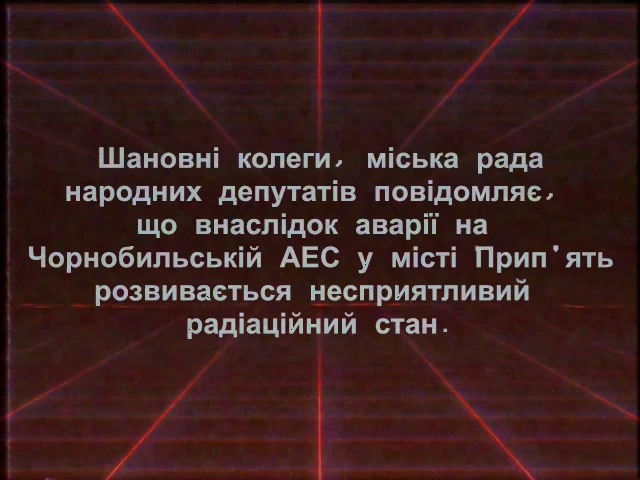 Шановні колеги, міська рада
народних депутатів повідомляє,
що внаслідок аварії на
Чорнобильській АЕС у місті Прип'ять
розвивається несприятливий
радіаційний стан.